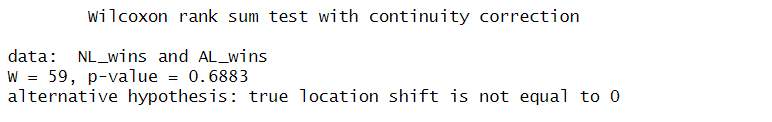 Wilcoxon rank sum test with continuity correction
data:  NL_wins and AL_wins
W = 59, p-value = 0.6883
alternative hypothesis: true location shift is not equal to 0